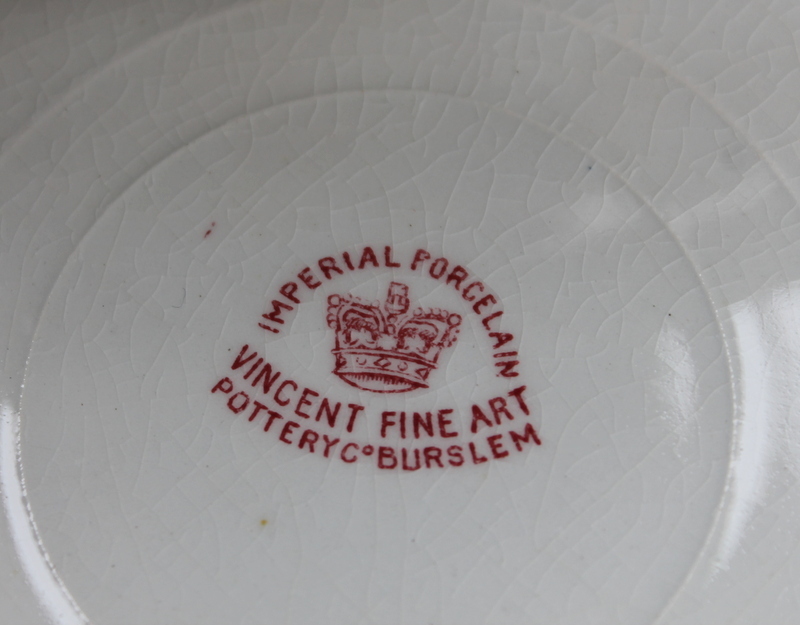 IMPERIAL PORCELAIN
VINCENT FINE ART
POTTERY Cº BURSLEM